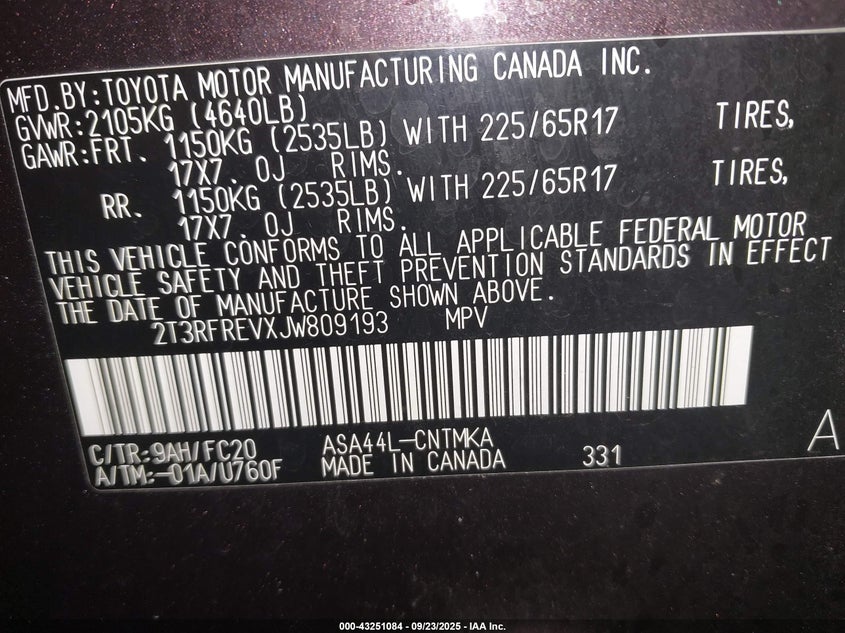 MFD.BY:TOYOTA MOTOR MANUFACTURING CANADA INC.
GVWR:2105KG (4640LB)
GAWR:FRT. 1150KG (2535LB) WITH 225/65R17 TIRES,
17X7. 0J RIMS.
RR. 1150KG (2535LB) WITH 225/65R17 TIRES,
17X7. 0J RIMS.
THIS VEHICLE CONFORMS TO ALL APPLICABLE FEDERAL MOTOR
VEHICLE SAFETY AND THEFT PREVENTION STANDARDS IN EFFECT
THE DATE OF MANUFACTURE SHOWN ABOVE.
2T3RFREVXJW809193 MPV
C/TR:9AH/FC20 ASA44L-CNTMKA
A/TM:-01A/U760F MADE IN CANADA 331 A
000-43251084 - 09/23/2025 - IAA Inc.